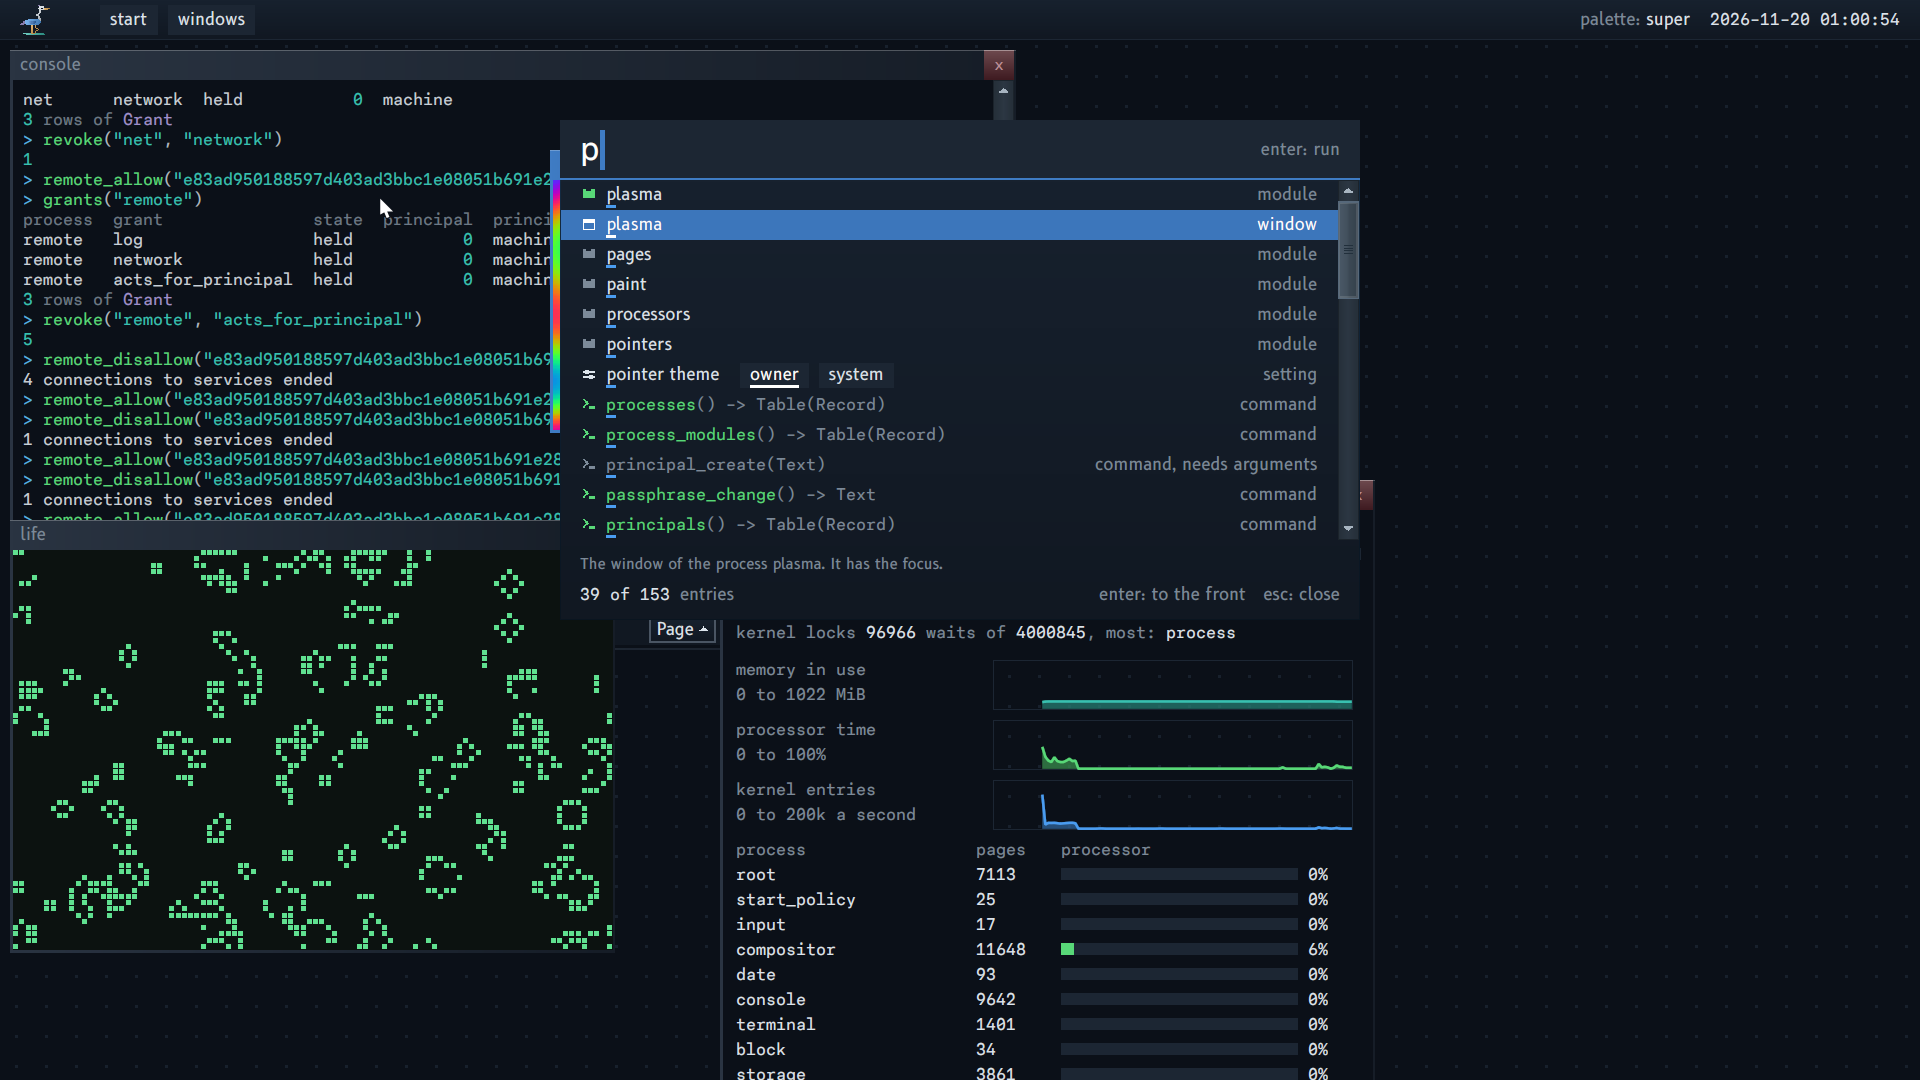 start windows palette: super 2026-11-20 01:00:54
console x
net network held 0 machine
3 rows of Grant
> revoke("net", "network")
1
> remote_allow("e83ad950188597d403ad3bbc1e08051b691e2
> grants("remote")
process grant state principal princi
remote log held 0 machin
remote network held 0 machin
remote acts_for_principal held 0 machin
3 rows of Grant
> revoke("remote", "acts_for_principal")
5
> remote_disallow("e83ad950188597d403ad3bbc1e08051b69
4 connections to services ended
> remote_allow("e83ad950188597d403ad3bbc1e08051b691e2
> remote_disallow("e83ad950188597d403ad3bbc1e08051b69
1 connections to services ended
> remote_allow("e83ad950188597d403ad3bbc1e08051b691e28
> remote_disallow("e83ad950188597d403ad3bbc1e08051b691
1 connections to services ended
> remote_allow("e83ad950188597d403ad3bbc1e08051b691e28
p enter: run
plasma module
plasma window
pages module
paint module
processors module
pointers module
pointer theme owner system setting
processes() -> Table(Record) command
process_modules() -> Table(Record) command
principal_create(Text) command, needs arguments
passphrase_change() -> Text command
principals() -> Table(Record) command
The window of the process plasma. It has the focus.
39 of 153 entries enter: to the front esc: close
life
Page
kernel locks 96966 waits of 4000845, most: process
memory in use
0 to 1022 MiB
processor time
0 to 100%
kernel entries
0 to 200k a second
process pages processor
root 7113 0%
start_policy 25 0%
input 17 0%
compositor 11648 6%
date 93 0%
console 9642 0%
terminal 1401 0%
block 34 0%
storage 3861 0%